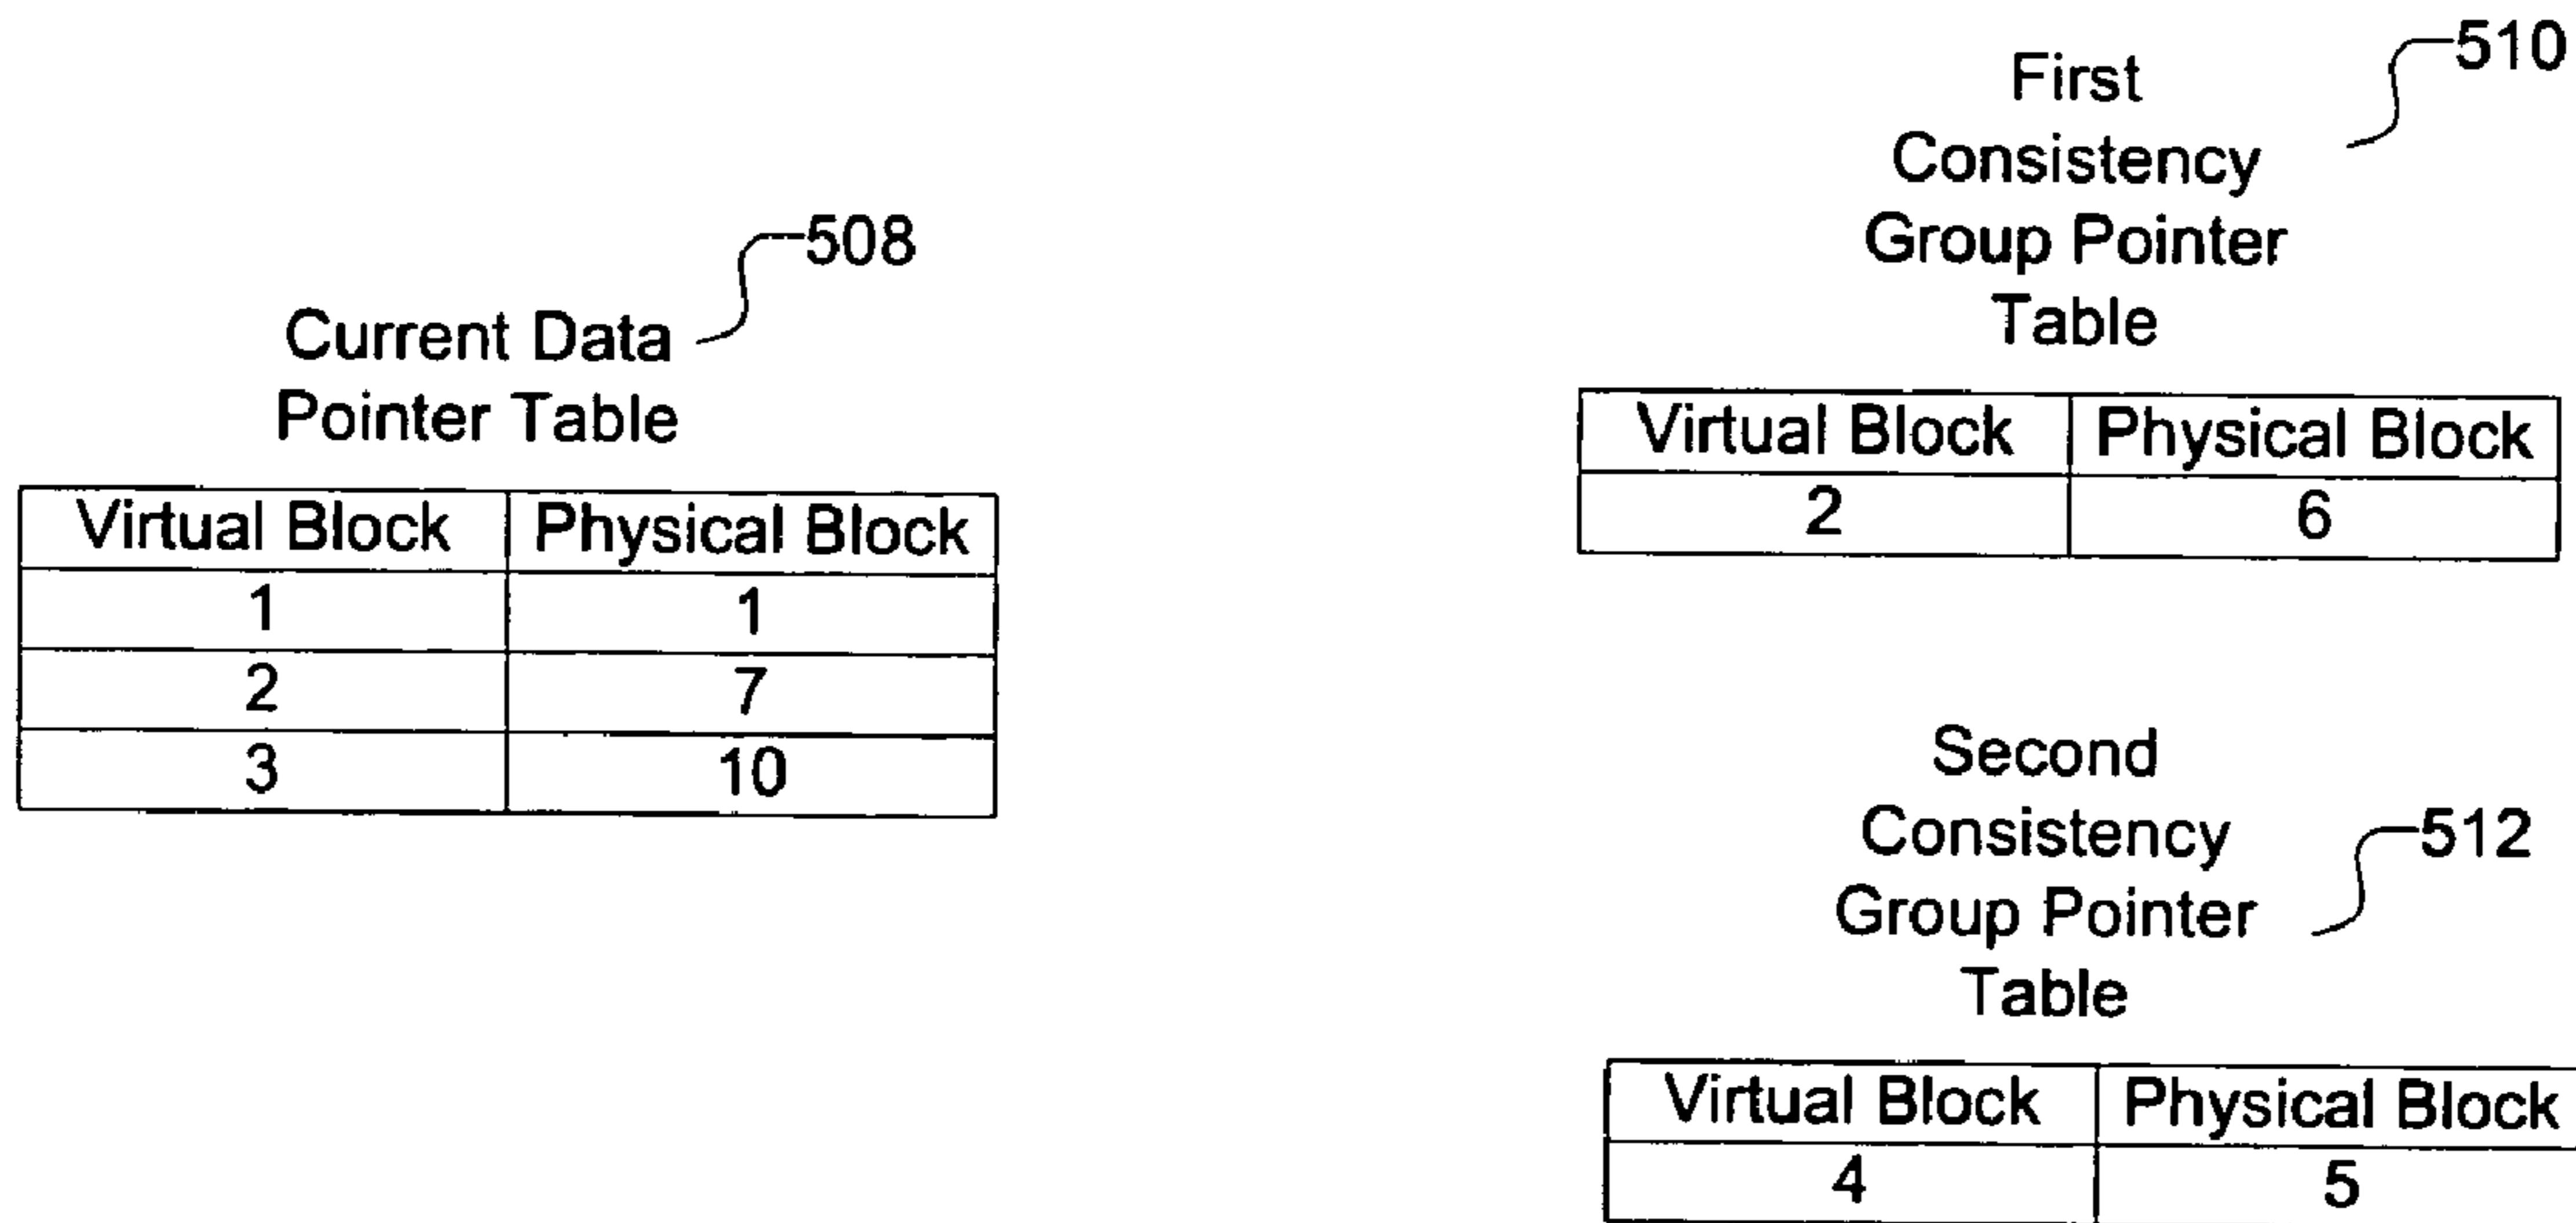 508
Current Data
Pointer Table
Virtual Block Physical Block
1 1
2 7
3 10
510
First
Consistency
Group Pointer
Table
Virtual Block Physical Block
2 6
Second
Consistency
512
Group Pointer
Table
Virtual Block Physical Block
4 5